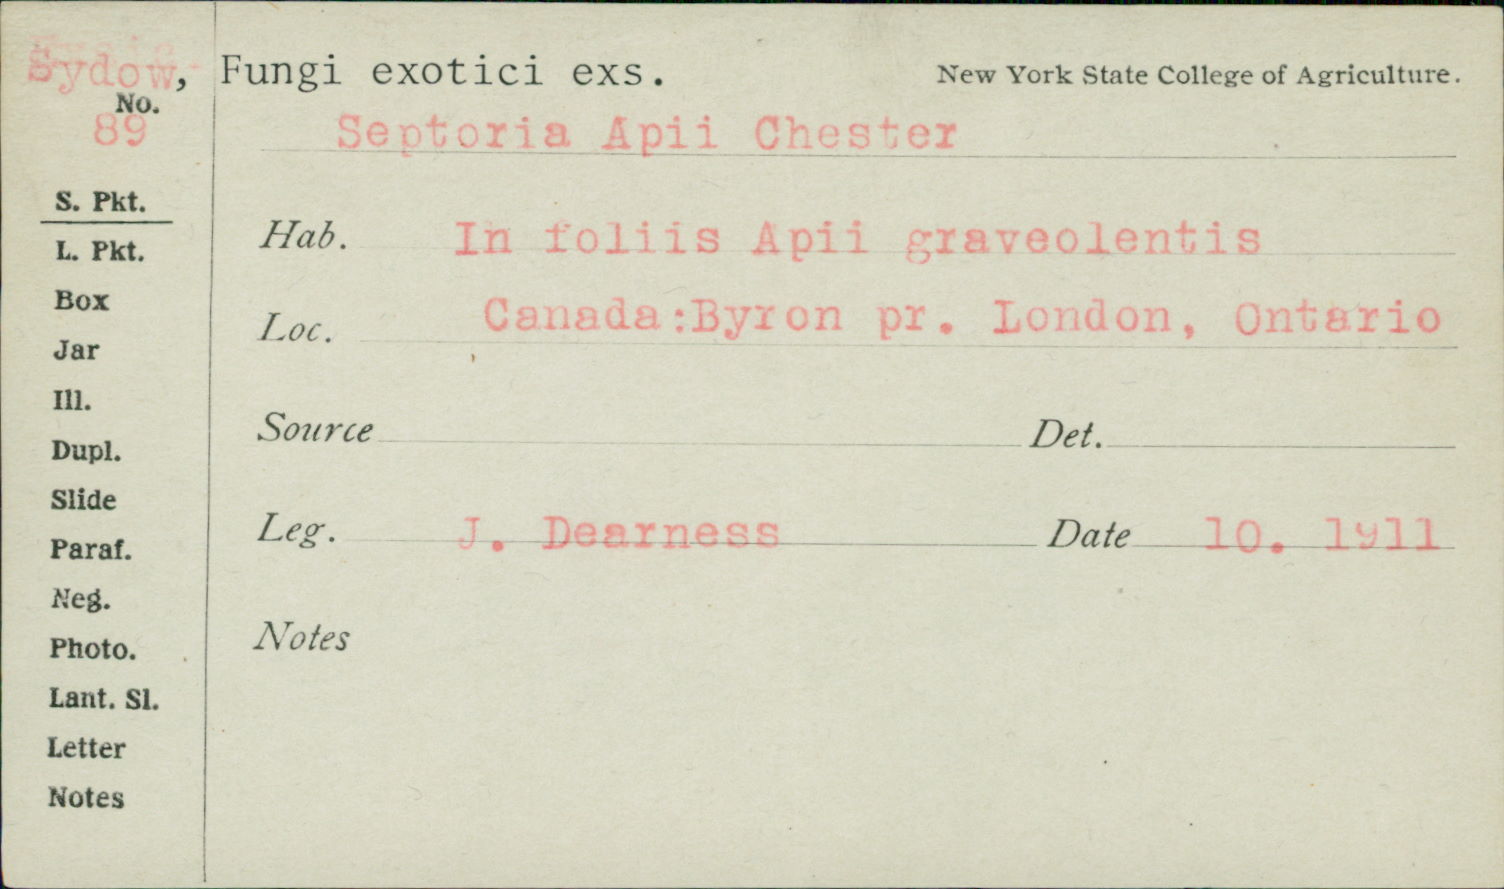 Sydow, Fungi exotici exs. New York State College of Agriculture.
No.
89
Septoria Apii Chester
S. Pkt.
L. Pkt.
Box
Jar
Ill.
Dupl.
Slide
Paraf.
Neg.
Photo.
Lant. Sl.
Letter
Notes
Hab. In foliis Apii graveolentis
Loc. Canada:Byron pr. London, Ontario
Source Det.
Leg. J. Dearness Date 10. 1911
Notes